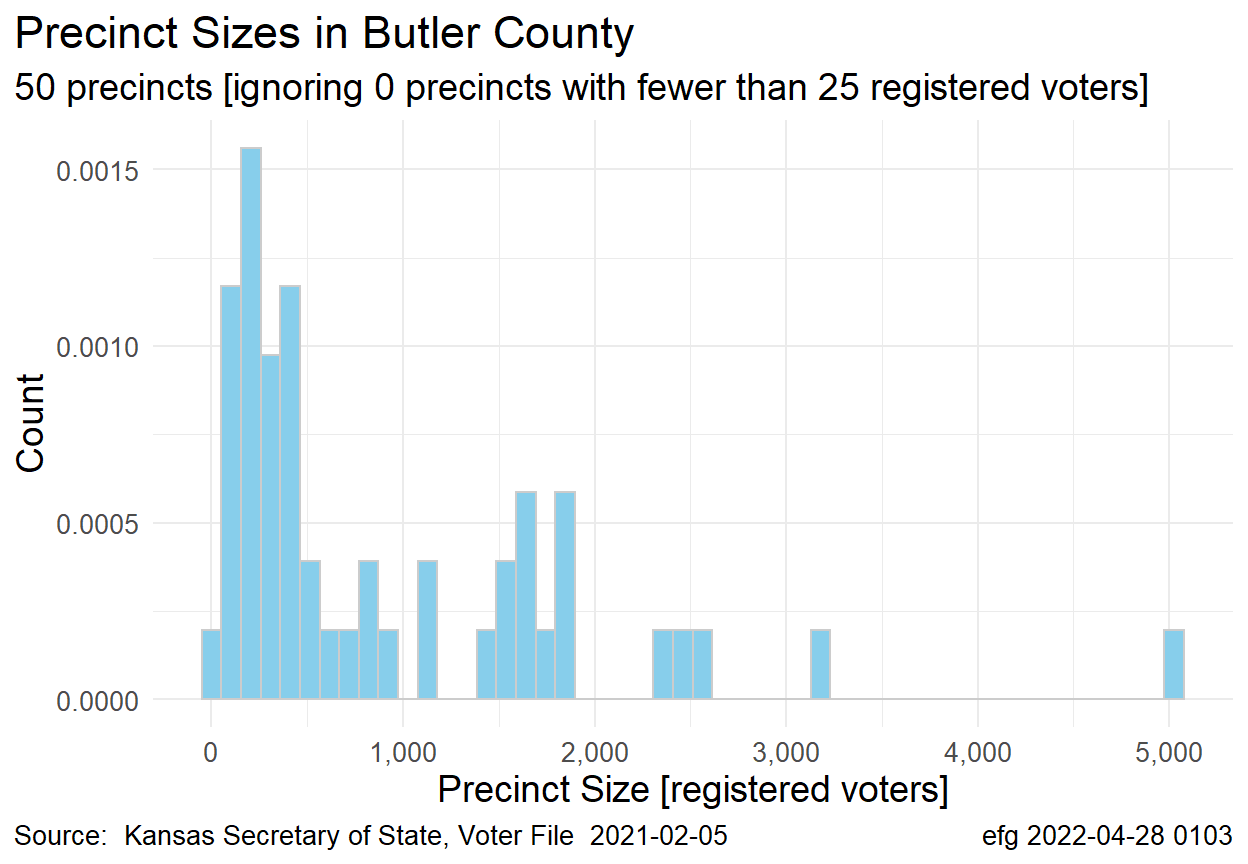 Precinct Sizes in Butler County
50 precincts [ignoring 0 precincts with fewer than 25 registered voters]
0.0015
0.0010
0.0005
0.0000
Count
0 1,000 2,000 3,000 4,000 5,000
Precinct Size [registered voters]
Source: Kansas Secretary of State, Voter File 2021-02-05 efg 2022-04-28 0103